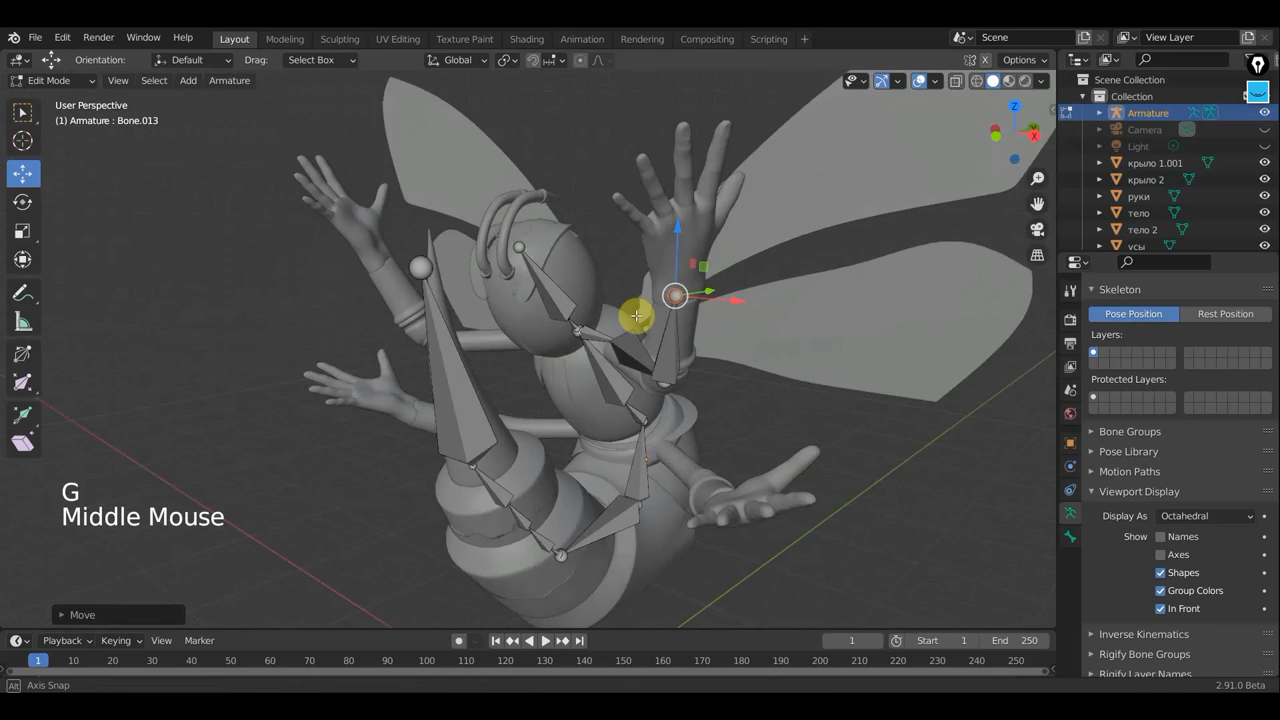 File Edit Render Window Help Layout Modeling Sculpting UV Editing Texture Paint Shading Animation Rendering Compositing Scripting Scene View Layer
Orientation: Default Drag: Select Box Global X Options
Edit Mode View Select Add Armature
User Perspective
(1) Armature : Bone.013
Z
X
Scene Collection
Collection
Armature
Camera
Light
крыло 1.001
крыло 2
руки
тело
тело 2
усы
Skeleton
Pose Position Rest Position
Layers:
Protected Layers:
Bone Groups
Pose Library
Motion Paths
Viewport Display
Display As Octahedral
Show Names
Axes
Shapes
Group Colors
In Front
Inverse Kinematics
Rigify Bone Groups
Rigify Layer Names
G
Middle Mouse
Move
Playback Keying View Marker 1 Start 1 End 250
1 10 20 30 40 50 60 70 80 90 100 110 120 130 140 150 160 170 180 190 200 210 220 230 240 250
Alt Axis Snap 2.91.0 Beta